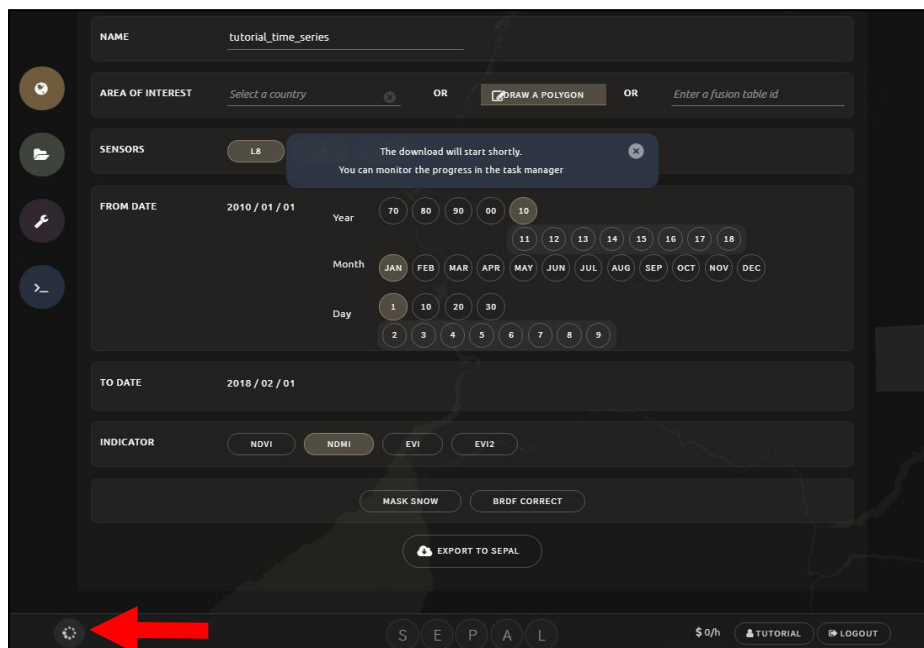 NAME tutorial_time_series
AREA OF INTEREST Select a country OR DRAW A POLYGON OR Enter a fusion table id
SENSORS L8
The download will start shortly.
You can monitor the progress in the task manager
FROM DATE 2010 / 01 / 01
Year 70 80 90 00 10
11 12 13 14 15 16 17 18
Month JAN FEB MAR APR MAY JUN JUL AUG SEP OCT NOV DEC
Day 1 10 20 30
2 3 4 5 6 7 8 9
TO DATE 2018 / 02 / 01
INDICATOR NDVI NDMI EVI EVI2
MASK SNOW BRDF CORRECT
EXPORT TO SEPAL
>_
S E P A L $ 0/h TUTORIAL LOGOUT